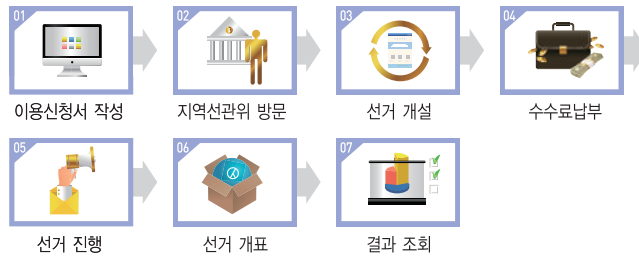 01
이용신청서 작성
02
지역선관위 방문
03
선거 개설
04
수수료납부
05
선거 진행
06
선거 개표
07
결과 조회